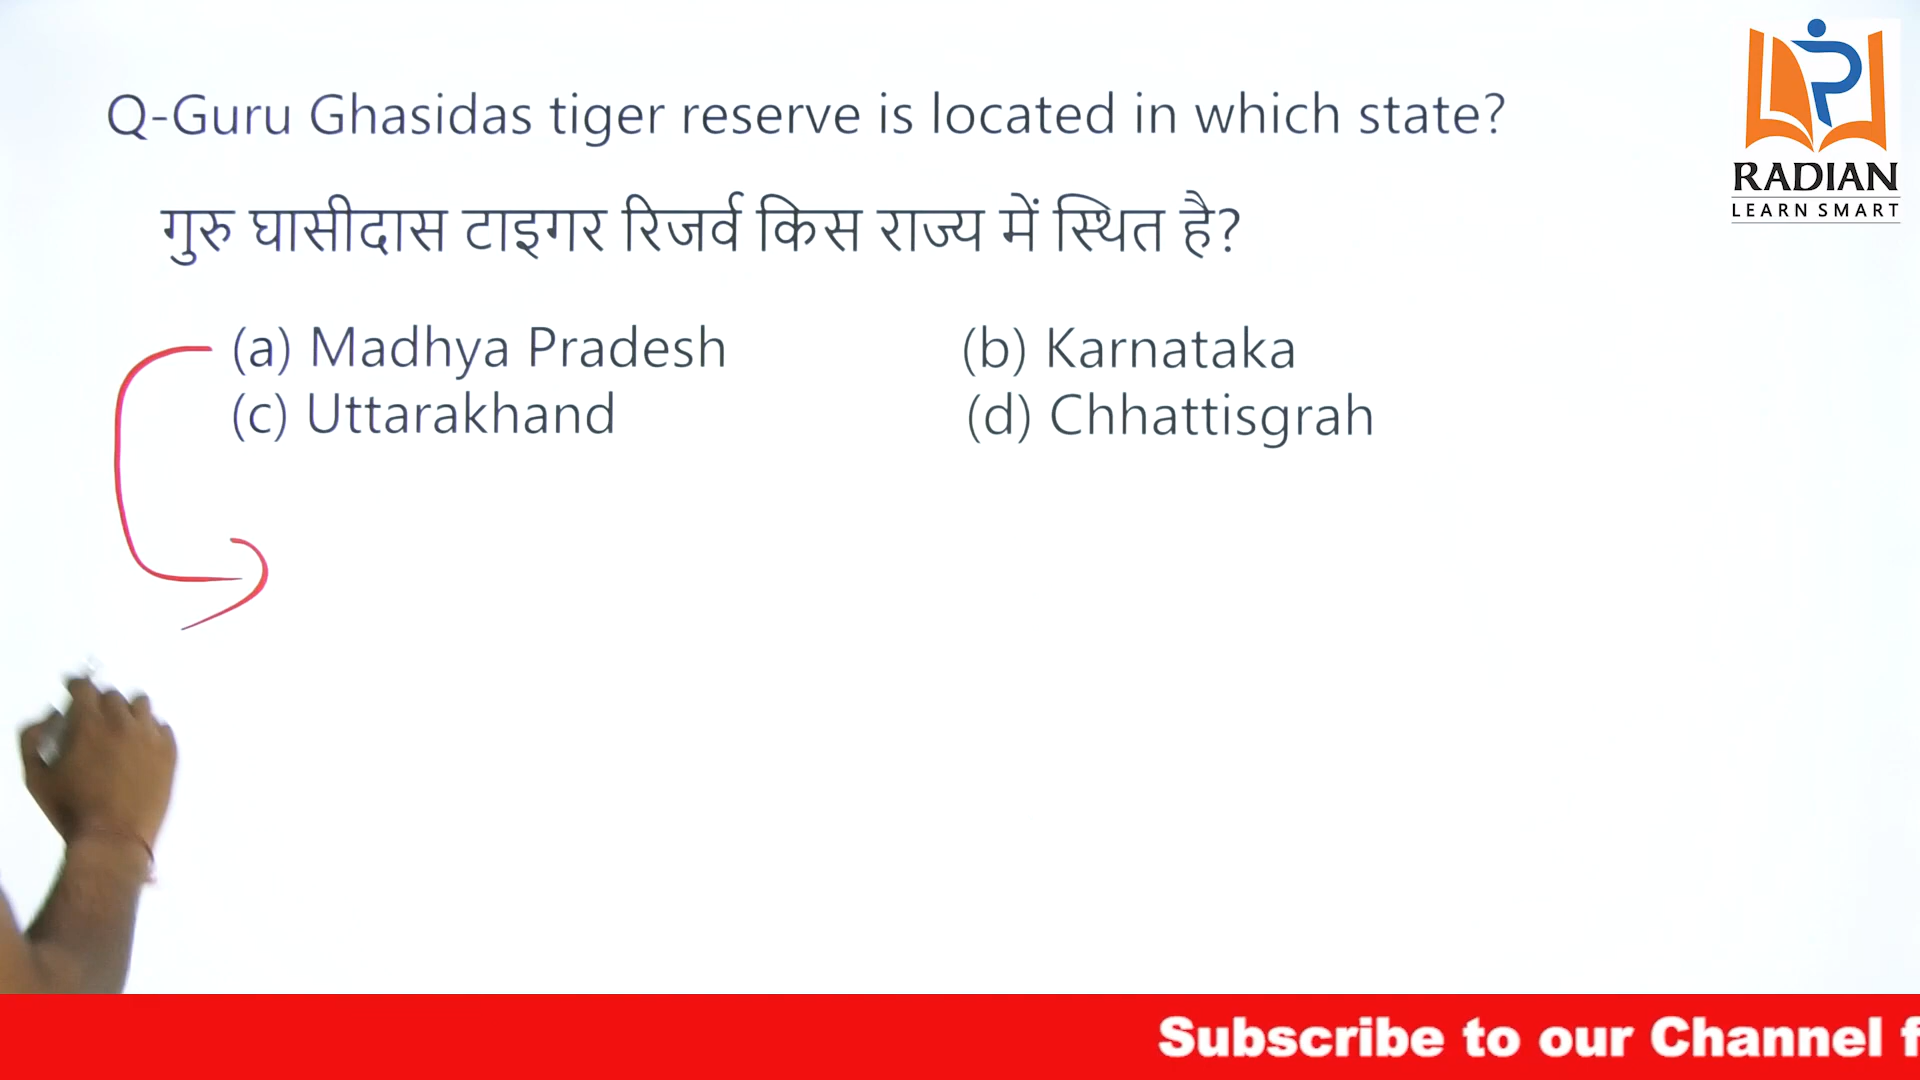 Q-Guru Ghasidas tiger reserve is located in which state?
गुरु घासीदास टाइगर रिजर्व किस राज्य में स्थित है?
(a) Madhya Pradesh (b) Karnataka
(c) Uttarakhand (d) Chhattisgrah
RADIAN
LEARN SMART
Subscribe to our Channel f